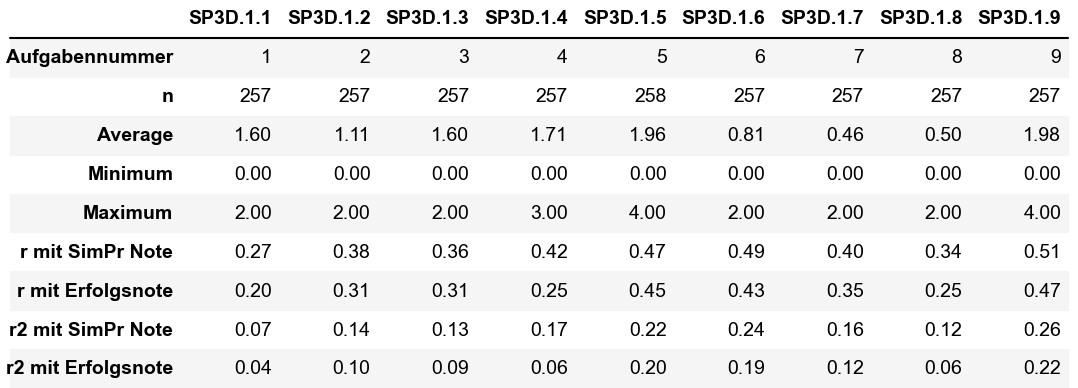 SP3D.1.1 SP3D.1.2 SP3D.1.3 SP3D.1.4 SP3D.1.5 SP3D.1.6 SP3D.1.7 SP3D.1.8 SP3D.1.9
Aufgabennummer 1 2 3 4 5 6 7 8 9
n 257 257 257 257 258 257 257 257 257
Average 1.60 1.11 1.60 1.71 1.96 0.81 0.46 0.50 1.98
Minimum 0.00 0.00 0.00 0.00 0.00 0.00 0.00 0.00 0.00
Maximum 2.00 2.00 2.00 3.00 4.00 2.00 2.00 2.00 4.00
r mit SimPr Note 0.27 0.38 0.36 0.42 0.47 0.49 0.40 0.34 0.51
r mit Erfolgsnote 0.20 0.31 0.31 0.25 0.45 0.43 0.35 0.25 0.47
r2 mit SimPr Note 0.07 0.14 0.13 0.17 0.22 0.24 0.16 0.12 0.26
r2 mit Erfolgsnote 0.04 0.10 0.09 0.06 0.20 0.19 0.12 0.06 0.22